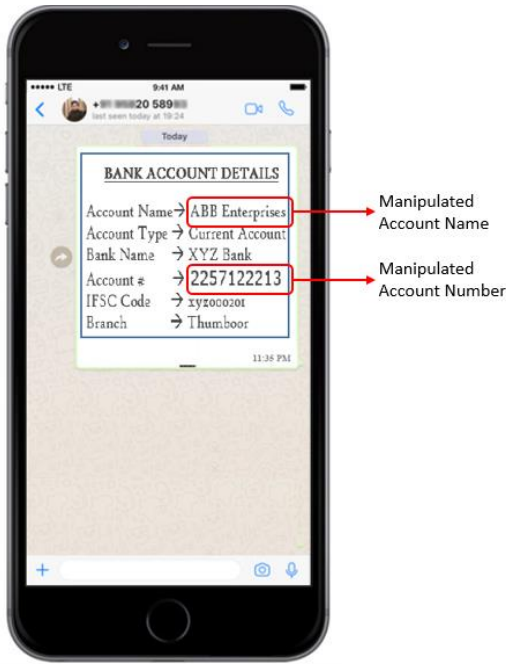 LTE 9:41 AM
20 589
last seen today at 19:24
Today
BANK ACCOUNT DETAILS
Account Name→ ABB Enterprises
Account Type → Current Account
Bank Name → XYZ Bank
Account # → 2257122213
IFSC Code → xyz000201
Branch → Thumboor
11:36 PM
Manipulated
Account Name
Manipulated
Account Number